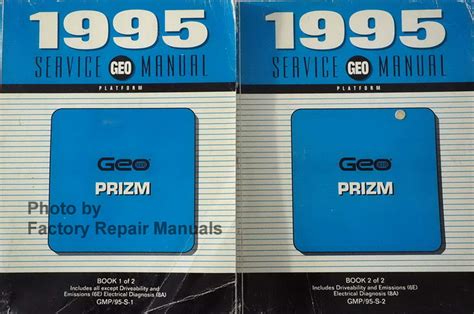 1995
SERVICE GEO MANUAL
PLATFORM
Geo
PRIZM
Photo by
Factory Repair Manuals
BOOK 1 of 2
Includes all except Driveability and
Emissions (6E) Electrical Diagnosis (8A)
GMP/95-S-1
1995
SERVICE GEO MANUAL
PLATFORM
Geo
PRIZM
BOOK 2 of 2
Includes Driveability and Emissions (6E)
Electrical Diagnosis (8A)
GMP/95-S-2